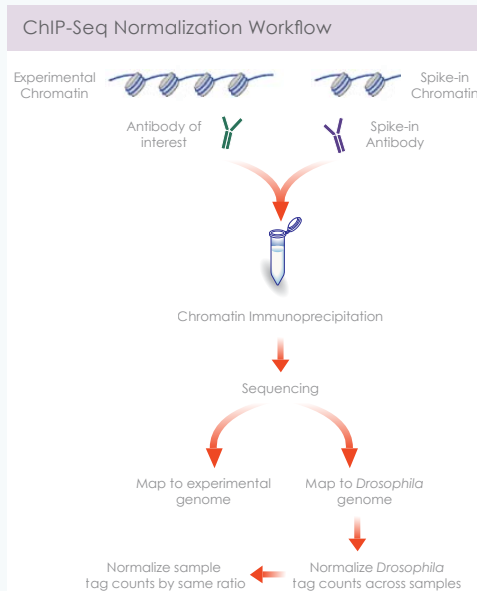 ChIP-Seq Normalization Workflow
Experimental
Chromatin
Spike-in
Chromatin
Antibody of
interest
Spike-in
Antibody
Chromatin Immunoprecipitation
Sequencing
Map to experimental
genome
Map to Drosophila
genome
Normalize sample
tag counts by same ratio
Normalize Drosophila
tag counts across samples